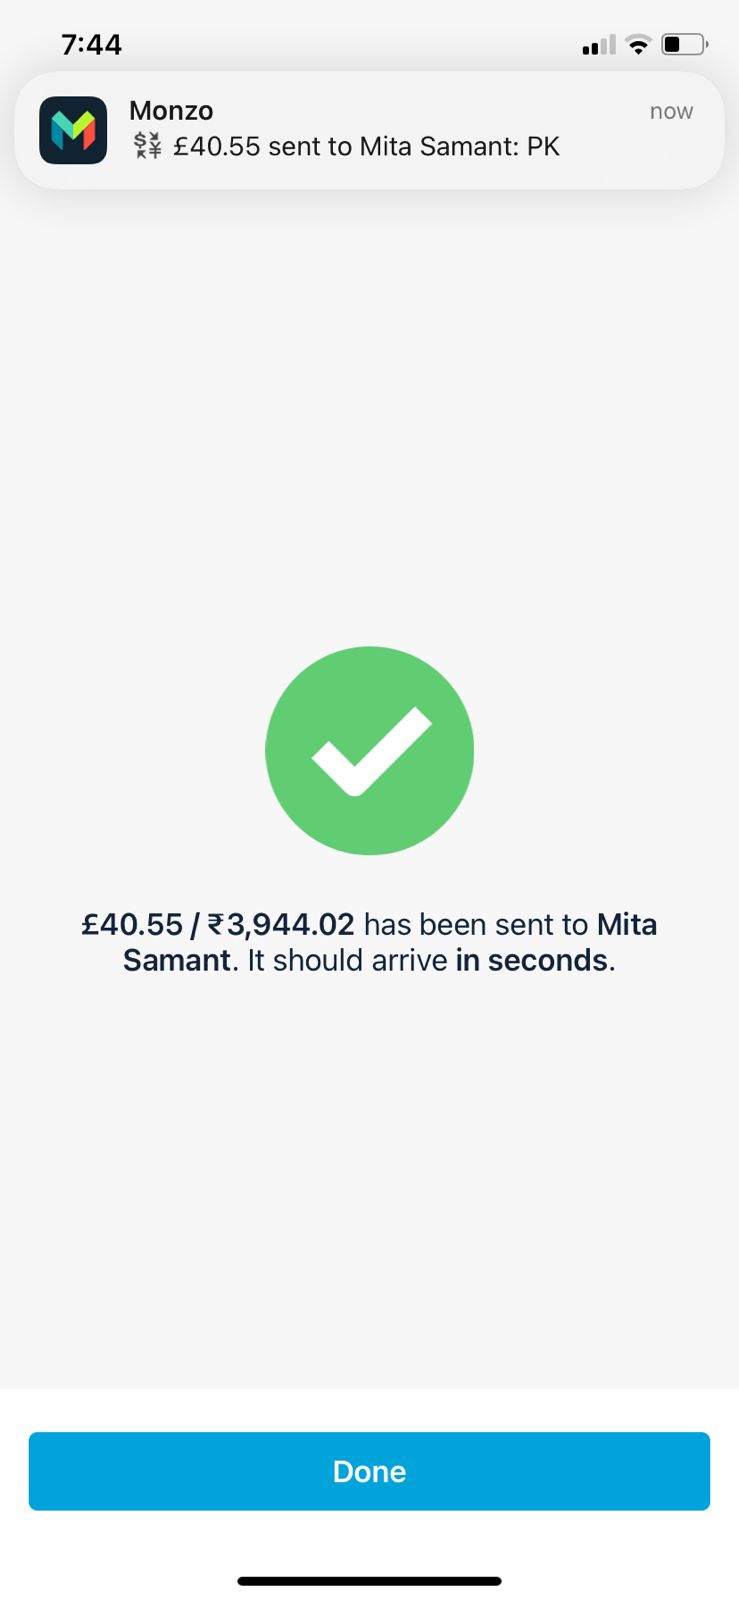 7:44
Monzo
now
💱 £40.55 sent to Mita Samant: PK
£40.55 / ₹3,944.02 has been sent to Mita
Samant. It should arrive in seconds.
Done